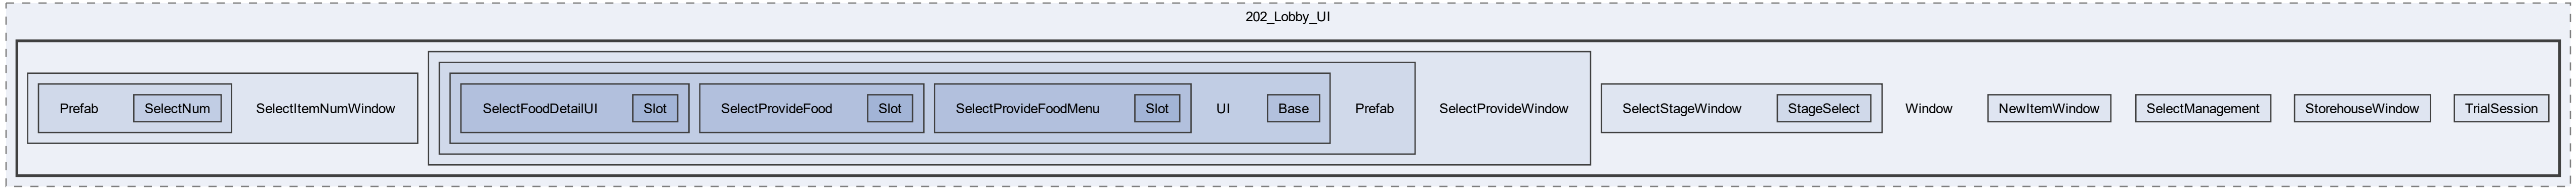 202_Lobby_UI
Prefab
SelectNum
SelectItemNumWindow
SelectFoodDetailUI
Slot
SelectProvideFood
Slot
SelectProvideFoodMenu
Slot
UI
Base
Prefab
SelectProvideWindow
SelectStageWindow
StageSelect
Window
NewItemWindow
SelectManagement
StorehouseWindow
TrialSession